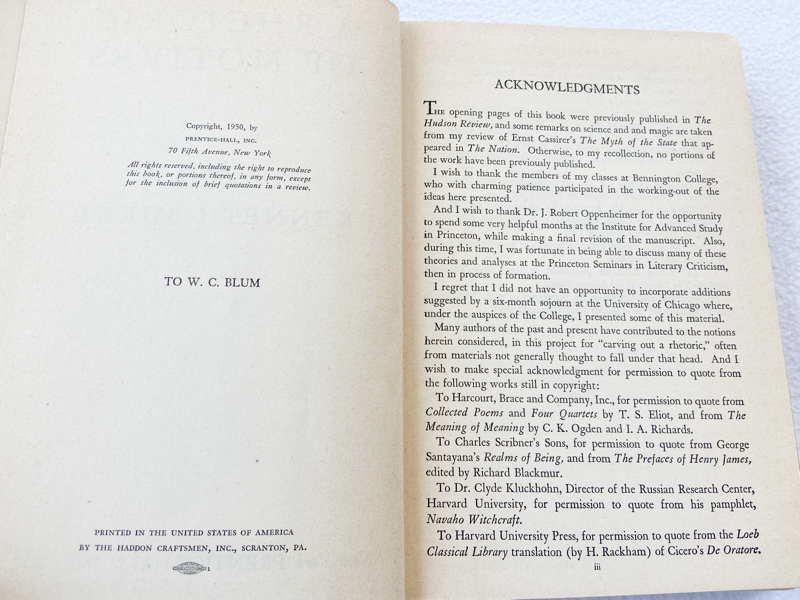 Copyright, 1950, by
PRENTICE-HALL, INC.
70 Fifth Avenue, New York
All rights reserved, including the right to reproduce
this book, or portions thereof, in any form, except
for the inclusion of brief quotations in a review.
TO W. C. BLUM
PRINTED IN THE UNITED STATES OF AMERICA
BY THE HADDON CRAFTSMEN, INC., SCRANTON, PA.
1
ACKNOWLEDGMENTS
THE opening pages of this book were previously published in The
Hudson Review, and some remarks on science and and magic are taken
from my review of Ernst Cassirer's The Myth of the State that ap-
peared in The Nation. Otherwise, to my recollection, no portions of
the work have been previously published.
I wish to thank the members of my classes at Bennington College,
who with charming patience participated in the working-out of the
ideas here presented.
And I wish to thank Dr. J. Robert Oppenheimer for the opportunity
to spend some very helpful months at the Institute for Advanced Study
in Princeton, while making a final revision of the manuscript. Also,
during this time, I was fortunate in being able to discuss many of these
theories and analyses at the Princeton Seminars in Literary Criticism,
then in process of formation.
I regret that I did not have an opportunity to incorporate additions
suggested by a six-month sojourn at the University of Chicago where,
under the auspices of the College, I presented some of this material.
Many authors of the past and present have contributed to the notions
herein considered, in this project for "carving out a rhetoric," often
from materials not generally thought to fall under that head. And I
wish to make special acknowledgment for permission to quote from
the following works still in copyright:
To Harcourt, Brace and Company, Inc., for permission to quote from
Collected Poems and Four Quartets by T. S. Eliot, and from The
Meaning of Meaning by C. K. Ogden and I. A. Richards.
To Charles Scribner's Sons, for permission to quote from George
Santayana's Realms of Being, and from The Prefaces of Henry James,
edited by Richard Blackmur.
To Dr. Clyde Kluckhohn, Director of the Russian Research Center,
Harvard University, for permission to quote from his pamphlet,
Navaho Witchcraft.
To Harvard University Press, for permission to quote from the Loeb
Classical Library translation (by H. Rackham) of Cicero's De Oratore.
iii